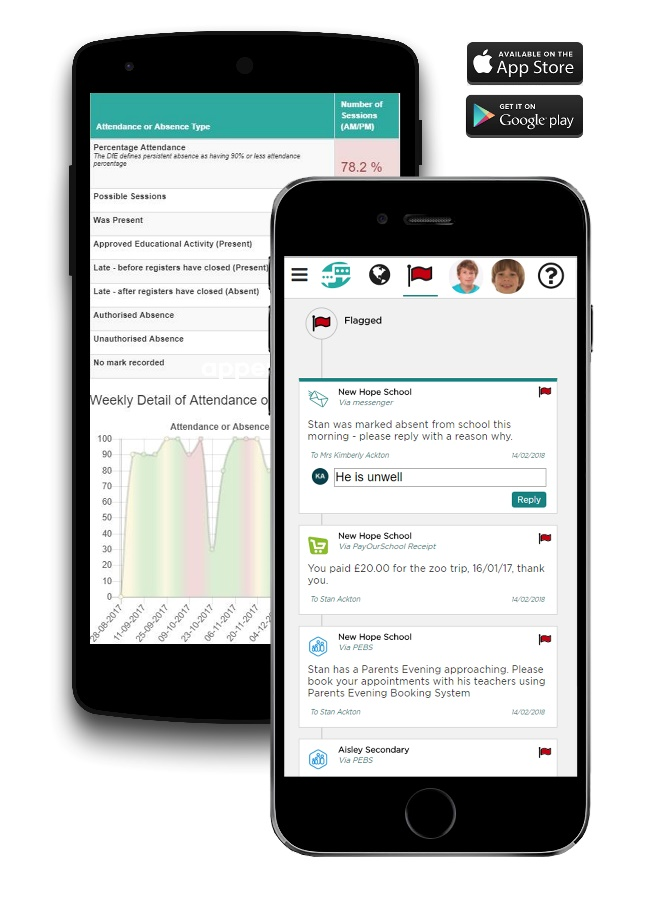 AVAILABLE ON THE
App Store
GET IT ON
Google play
Attendance or Absence Type
Number of
Sessions
(AM/PM)
Percentage Attendance
The DfE defines persistent absence as having 90% or less attendance
percentage
78.2 %
Possible Sessions
Was Present
Approved Educational Activity (Present)
Late - before registers have closed (Present)
Late - after registers have closed (Absent)
Authorised Absence
Unauthorised Absence
No mark recorded
appe
Weekly Detail of Attendance o
Attendance or Absence
100
90
80
70
60
50
40
30
20
10
0
28-08-2017
11-09-2017
25-09-2017
09-10-2017
23-10-2017
06-11-2017
20-11-2017
04-12-
?
Flagged
New Hope School
Via messenger
Stan was marked absent from school this
morning - please reply with a reason why.
To Mrs Kimberly Ackton 14/02/2018
KA He is unwell
Reply
New Hope School
Via PayOurSchool Receipt
You paid £20.00 for the zoo trip, 16/01/17, thank
you.
To Stan Ackton 14/02/2018
New Hope School
Via PEBS
Stan has a Parents Evening approaching. Please
book your appointments with his teachers using
Parents Evening Booking System
To Stan Ackton 14/02/2018
Aisley Secondary
Via PEBS